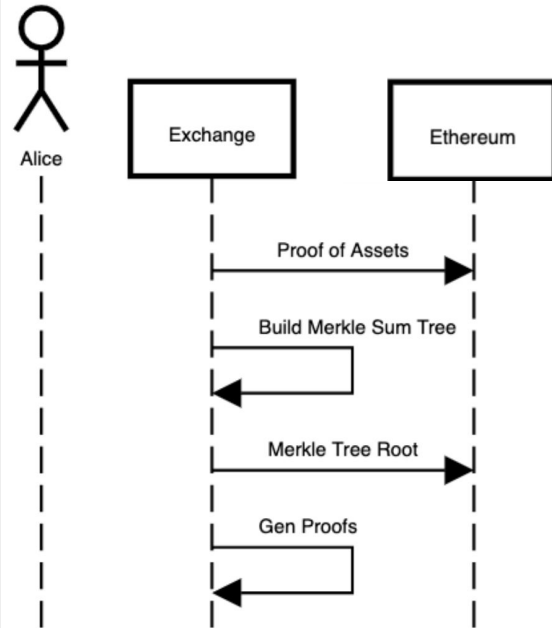 Alice
Exchange
Ethereum
Proof of Assets
Build Merkle Sum Tree
Merkle Tree Root
Gen Proofs